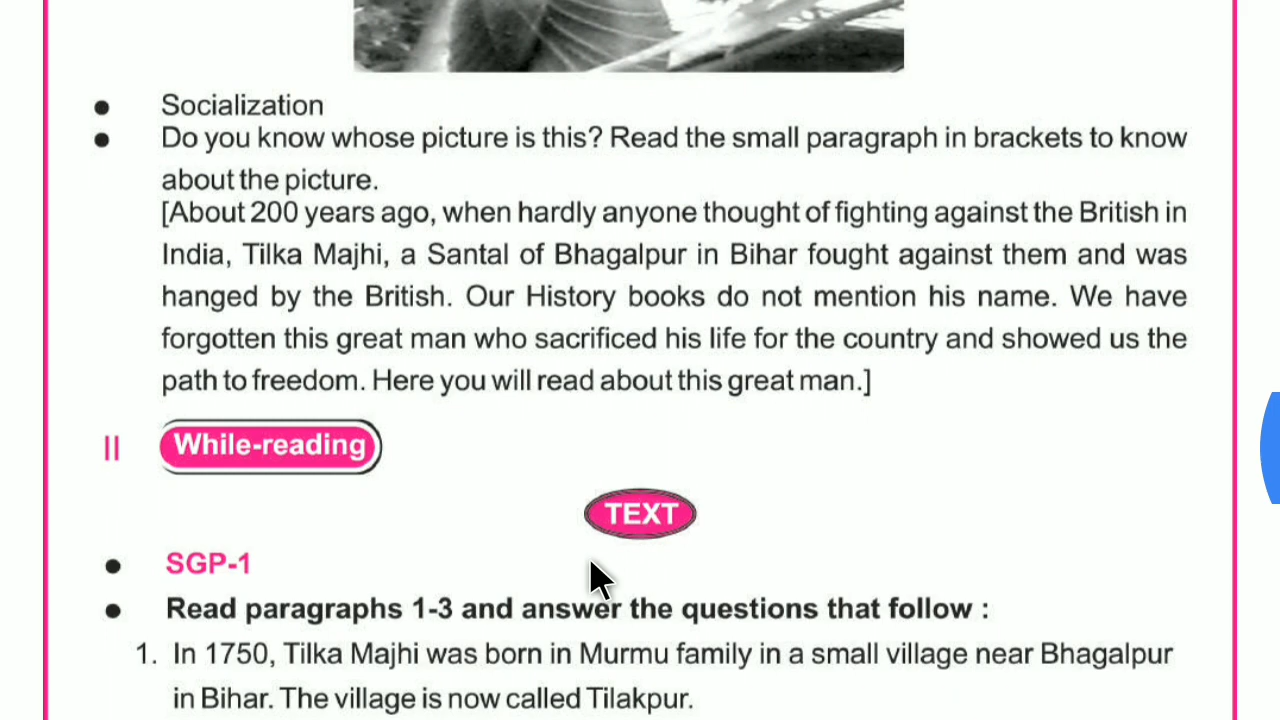 Socialization
Do you know whose picture is this? Read the small paragraph in brackets to know
about the picture.
[About 200 years ago, when hardly anyone thought of fighting against the British in
India, Tilka Majhi, a Santal of Bhagalpur in Bihar fought against them and was
hanged by the British. Our History books do not mention his name. We have
forgotten this great man who sacrificed his life for the country and showed us the
path to freedom. Here you will read about this great man.]
II While-reading
TEXT
SGP-1
Read paragraphs 1-3 and answer the questions that follow :
1. In 1750, Tilka Majhi was born in Murmu family in a small village near Bhagalpur
in Bihar. The village is now called Tilakpur.